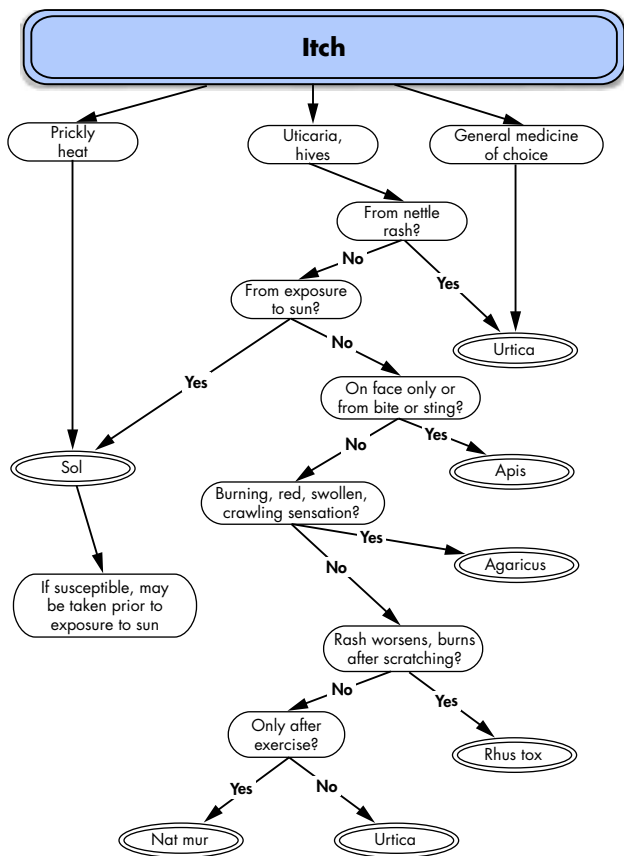 Itch
Prickly
heat
Uticaria,
hives
General medicine
of choice
From nettle
rash?
No
Yes
From exposure
to sun?
Urtica
No
Yes
On face only or
from bite or sting?
No
Yes
Sol
Apis
Burning, red, swollen,
crawling sensation?
Yes
Agaricus
No
If susceptible, may
be taken prior to
exposure to sun
Rash worsens, burns
after scratching?
No
Yes
Only after
exercise?
Rhus tox
Yes
No
Nat mur
Urtica